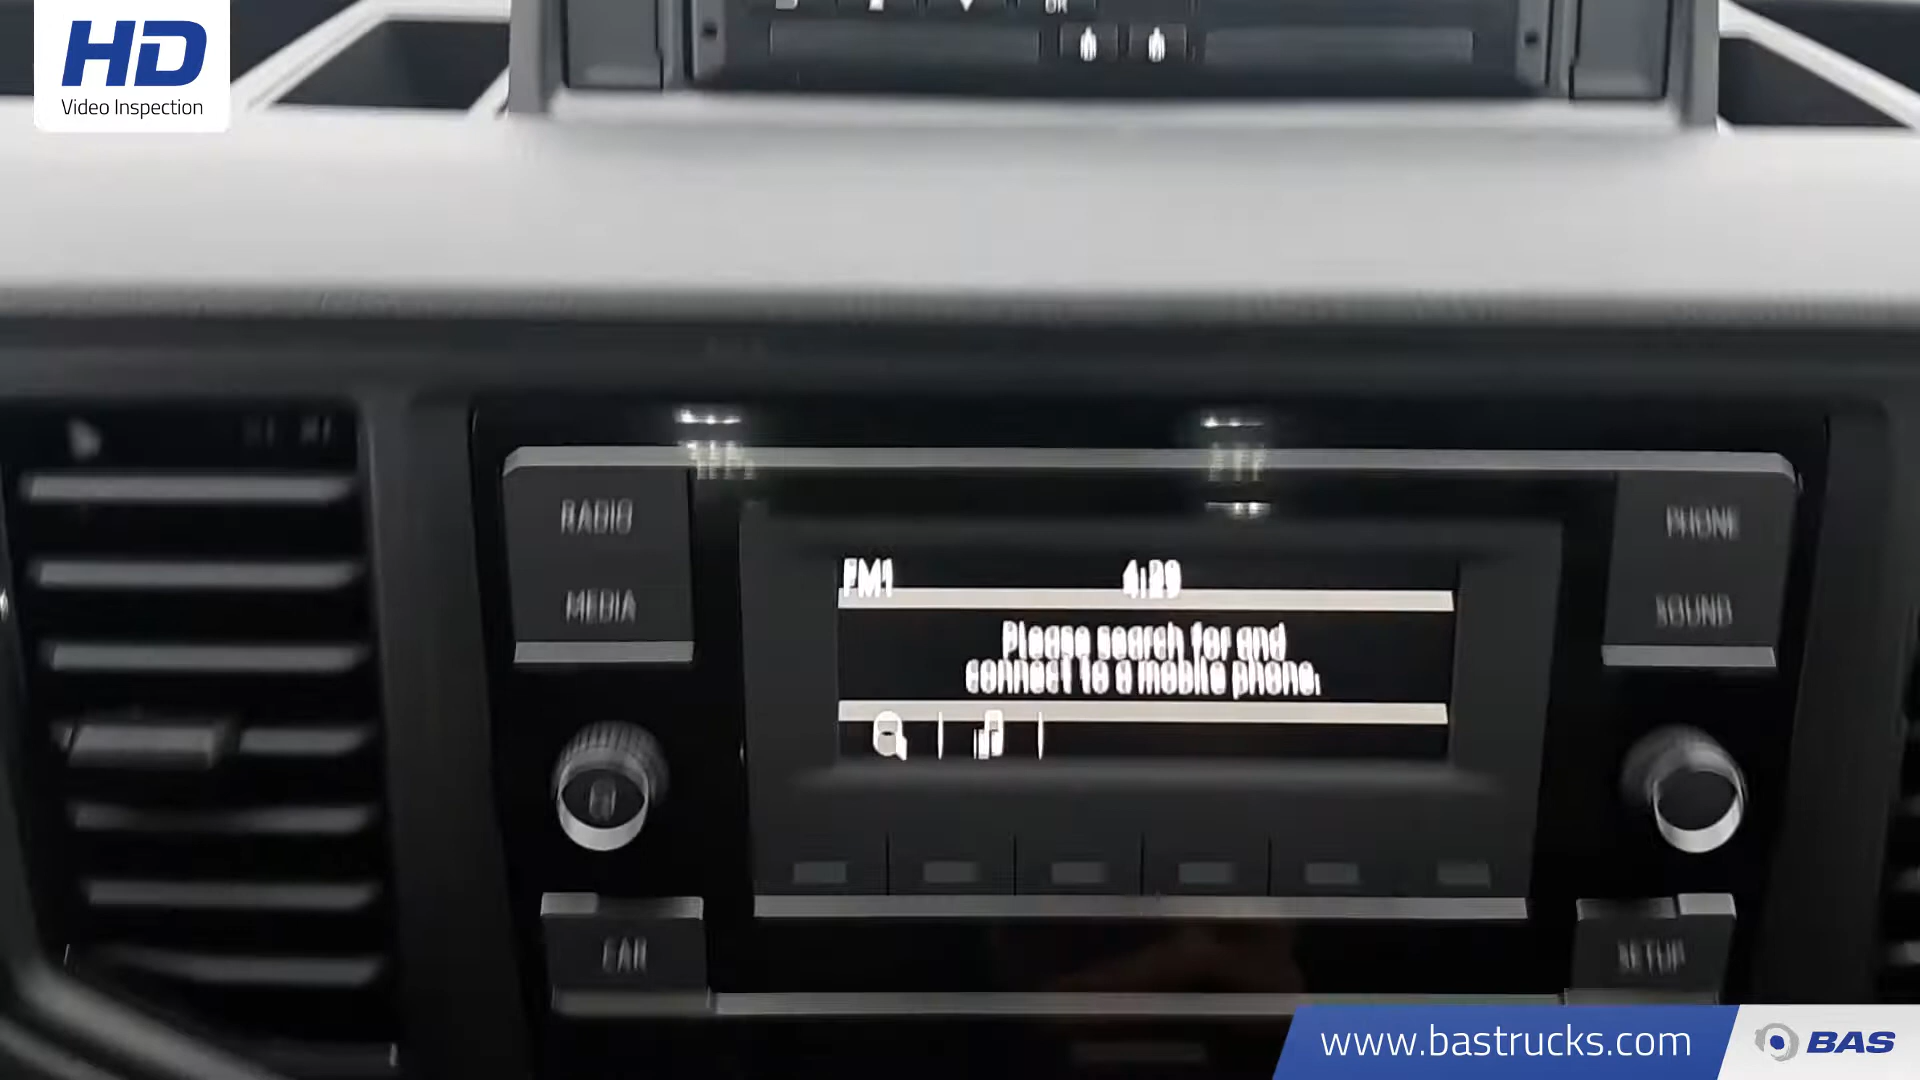 HD
Video Inspection
OK
RADIO
MEDIA
PHONE
SOUND
FM1 4:29
Please search for and
connect to a mobile phone.
CAR
SETUP
www.bastrucks.com
BAS